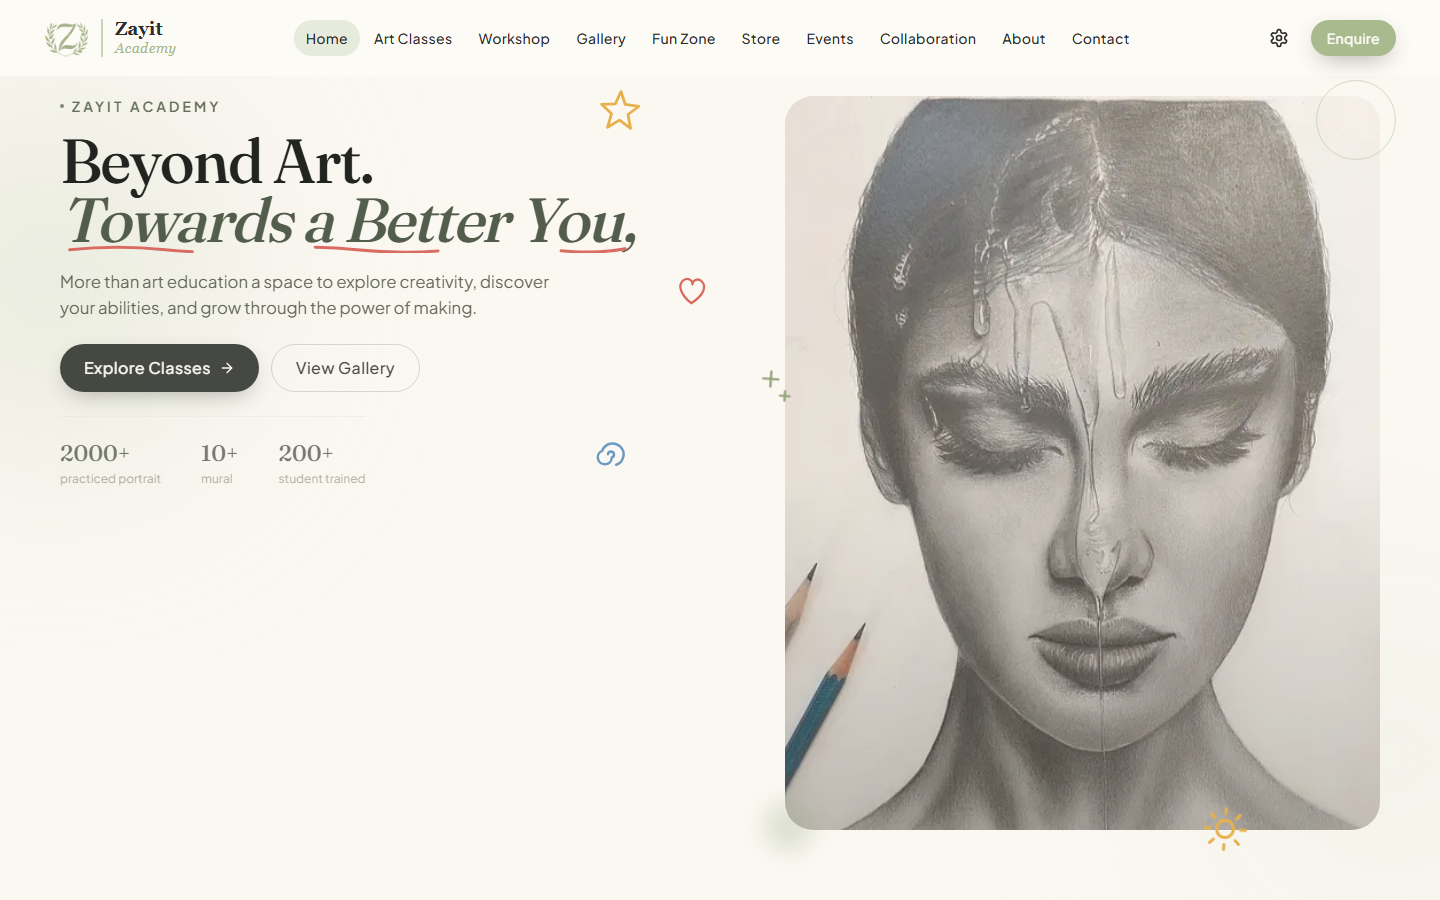 Z
Zayit
Academy
Home
Art Classes
Workshop
Gallery
Fun Zone
Store
Events
Collaboration
About
Contact
Enquire
• ZAYIT ACADEMY
Beyond Art.
Towards a Better You,
More than art education a space to explore creativity, discover
your abilities, and grow through the power of making.
Explore Classes →
View Gallery
2000+
practiced portrait
10+
mural
200+
student trained